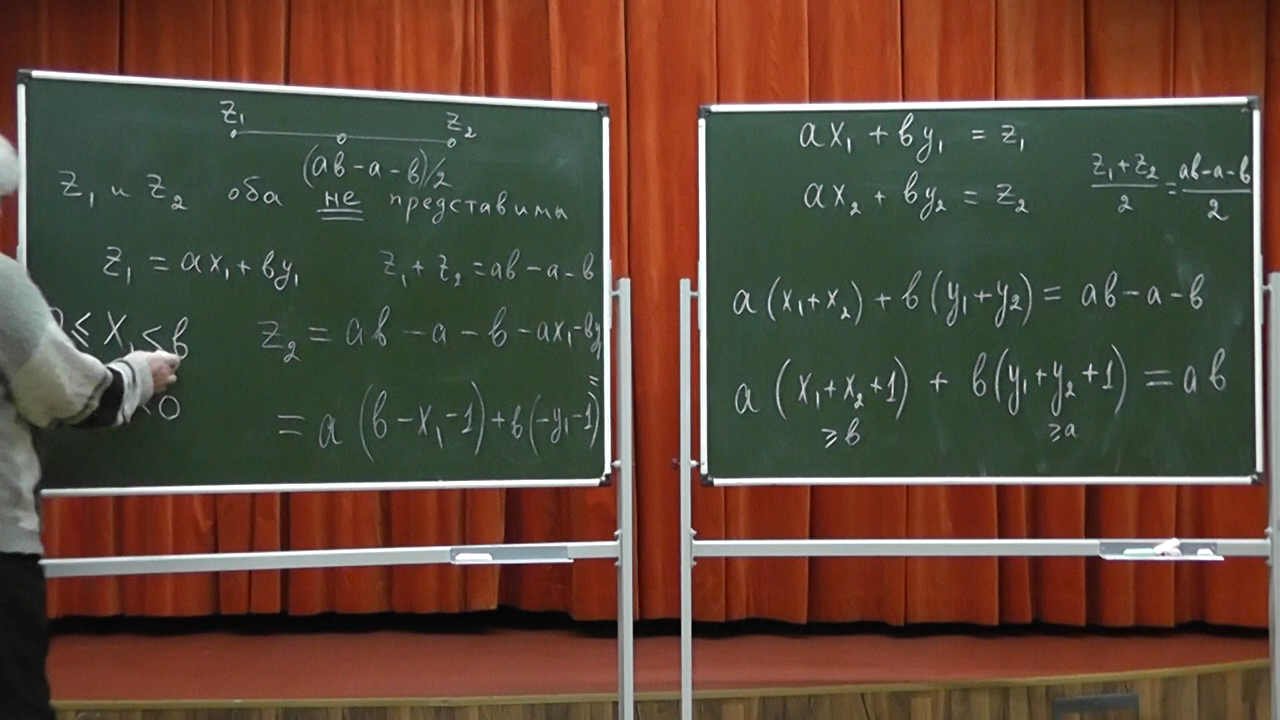 z₁ z₂
(ab-a-b)/2
z₁ и z₂ оба не представимы
z₁ = ax₁ + by₁
z₁ + z₂ = ab - a - b
≤ x₁ < b
z₂ = ab - a - b - ax₁ - by
< 0
=
= a (b - x₁ - 1) + b (-y₁ - 1)
ax₁ + by₁ = z₁
ax₂ + by₂ = z₂
(z₁ + z₂)/2 = (ab - a - b)/2
a (x₁ + x₂) + b (y₁ + y₂) = ab - a - b
a (x₁ + x₂ + 1) + b (y₁ + y₂ + 1) = ab
≥ b ≥ a